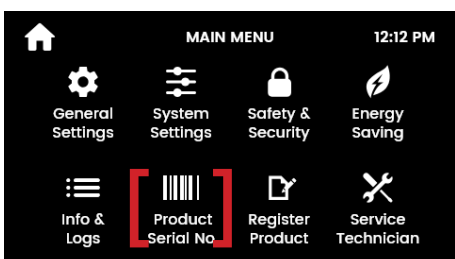 MAIN MENU
12:12 PM
General Settings
System Settings
Safety & Security
Energy Saving
Info & Logs
Product Serial No
Register Product
Service Technician